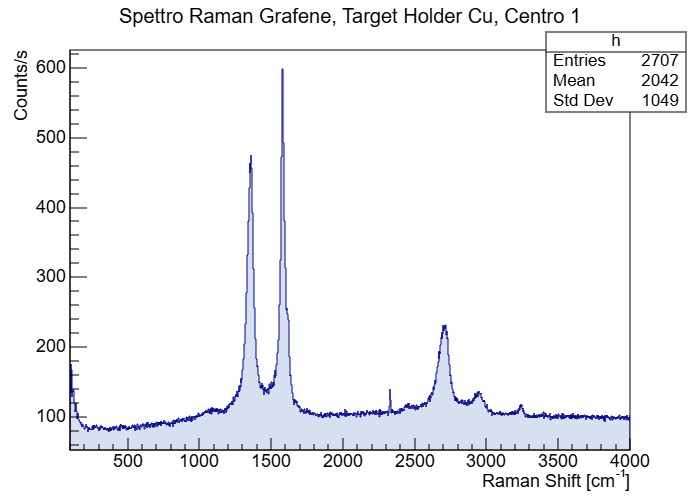 Spettro Raman Grafene, Target Holder Cu, Centro 1
h
Entries 2707
Mean 2042
Std Dev 1049
Counts/s
600
500
400
300
200
100
500 1000 1500 2000 2500 3000 3500 4000
Raman Shift [cm⁻¹]